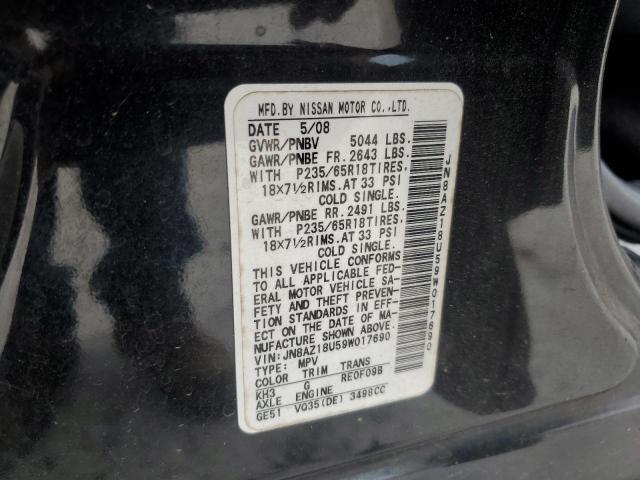 MFD.BY NISSAN MOTOR CO.,LTD.
DATE 5/08
GVWR/PNBV 5044 LBS.
GAWR/PNBE FR. 2643 LBS.
WITH P235/65R18TIRES,
18X7½RIMS.AT 33 PSI
COLD SINGLE.
GAWR/PNBE RR. 2491 LBS.
WITH P235/65R18TIRES,
18X7½RIMS.AT 33 PSI
COLD SINGLE.
THIS VEHICLE CONFORMS
TO ALL APPLICABLE FED-
ERAL MOTOR VEHICLE SA-
FETY AND THEFT PREVEN-
TION STANDARDS IN EFF-
ECT ON THE DATE OF MA-
NUFACTURE SHOWN ABOVE.
VIN: JN8AZ18U59W017690
TYPE: MPV
COLOR TRIM TRANS
KH3 G RE0F09B
AXLE ENGINE
GE51 VQ35(DE) 3498CC
JN8AZ18U59W017690